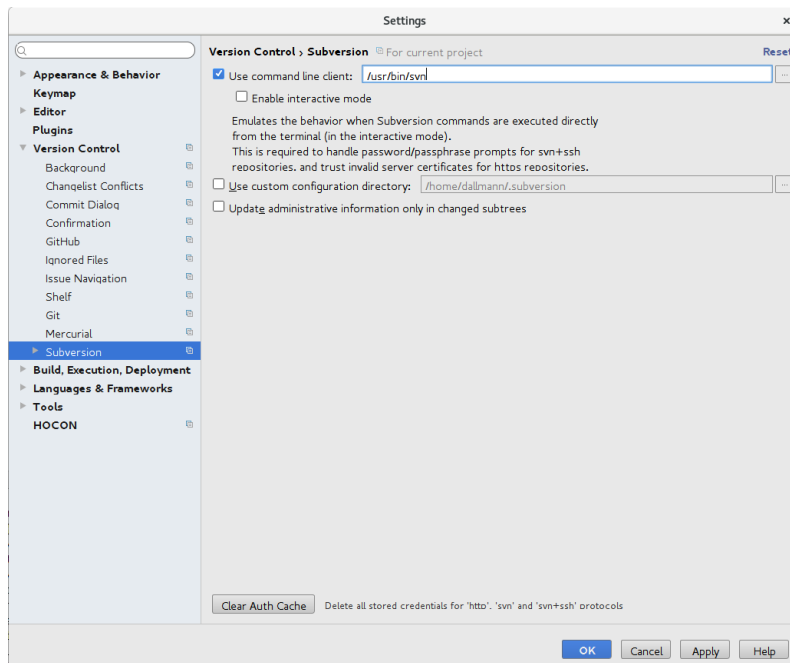 Settings
×
Version Control › Subversion For current project Reset
Appearance & Behavior
Keymap
Editor
Plugins
Version Control
Background
Changelist Conflicts
Commit Dialog
Confirmation
GitHub
Ignored Files
Issue Navigation
Shelf
Git
Mercurial
Subversion
Build, Execution, Deployment
Languages & Frameworks
Tools
HOCON
Use command line client: /usr/bin/svn ...
Enable interactive mode
Emulates the behavior when Subversion commands are executed directly
from the terminal (in the interactive mode).
This is required to handle password/passphrase prompts for svn+ssh
repositories, and trust invalid server certificates for https repositories.
Use custom configuration directory: /home/dallmann/.subversion ...
Update administrative information only in changed subtrees
Clear Auth Cache Delete all stored credentials for 'http', 'svn' and 'svn+ssh' protocols
OK Cancel Apply Help